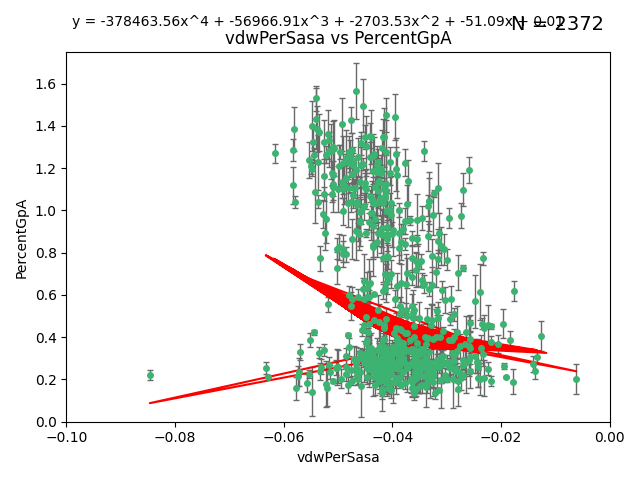 y = -378463.56x^4 + -56966.91x^3 + -2703.53x^2 + -51.09x + 0.01
N = 2372
vdwPerSasa vs PercentGpA
PercentGpA
1.6
1.4
1.2
1.0
0.8
0.6
0.4
0.2
0.0
−0.10 −0.08 −0.06 −0.04 −0.02 0.00
vdwPerSasa